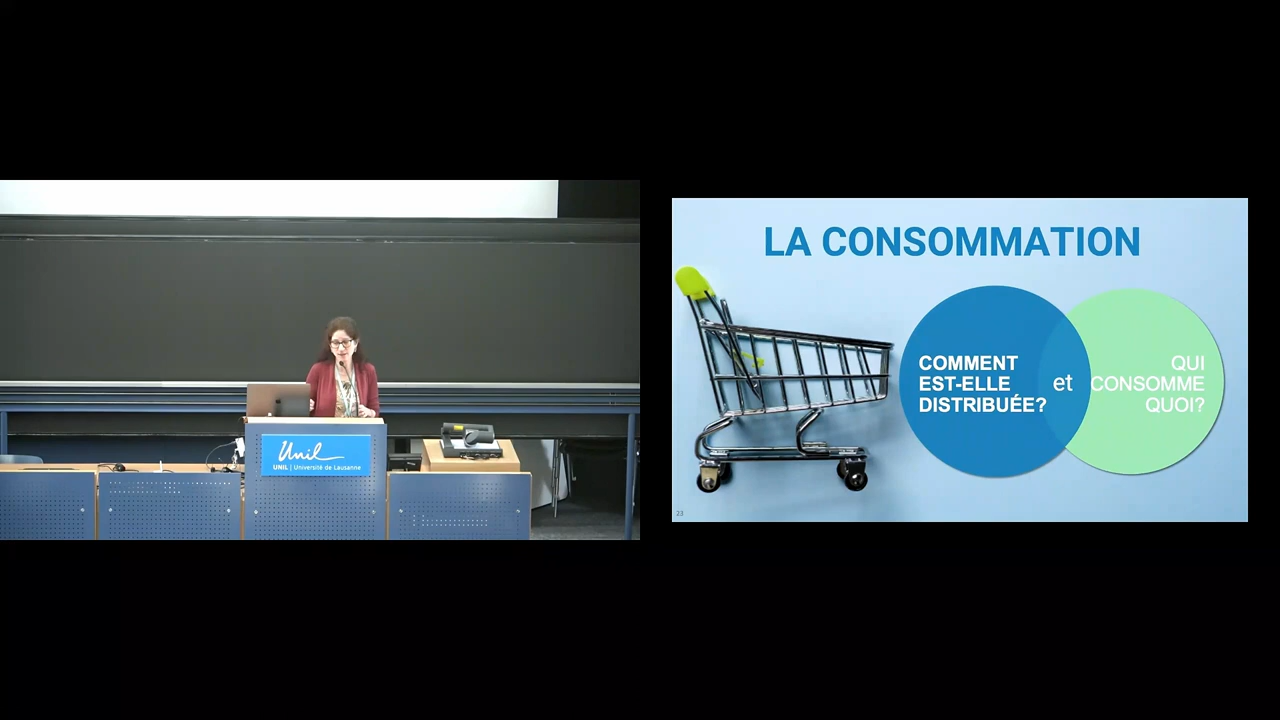 Unil
UNIL | Université de Lausanne
LA CONSOMMATION
COMMENT
EST-ELLE
DISTRIBUÉE?
et
QUI
CONSOMME
QUOI?
23